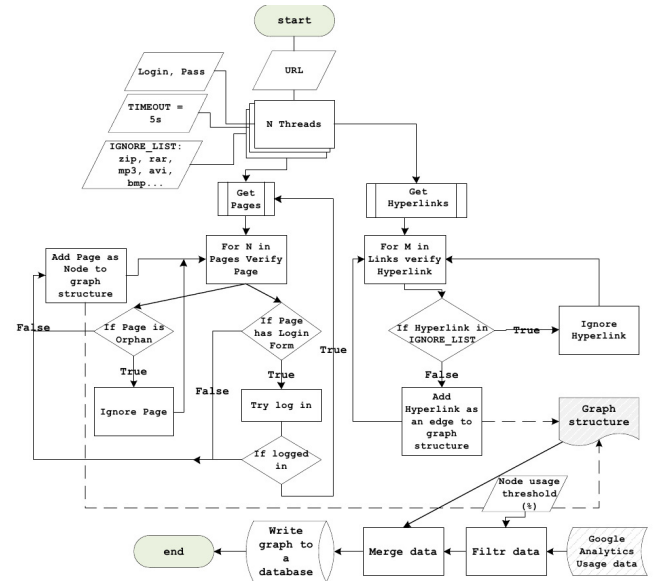 start
URL
Login, Pass
TIMEOUT =
5s
IGNORE_LIST:
zip, rar,
mp3, avi,
bmp...
N Threads
Get
Pages
Get
Hyperlinks
Add Page as
Node to
graph
structure
For N in
Pages Verify
Page
For M in
Links verify
Hyperlink
False
If Page is
Orphan
If Page
has Login
Form
True
If Hyperlink in
IGNORE_LIST
True
Ignore
Hyperlink
True
False
True
False
Ignore Page
Try log in
Add
Hyperlink as
an edge to
graph
structure
Graph
structure
If logged
in
Node usage
threshold
(%)
end
Write
graph to
a
database
Merge data
Filtr data
Google
Analytics
Usage data